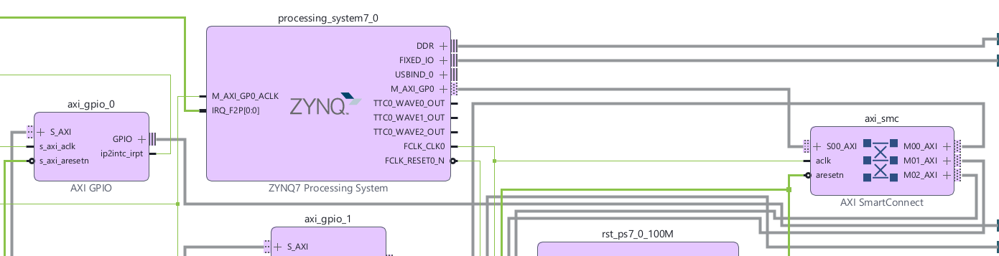 processing_system7_0
DDR
FIXED_IO
USBIND_0
M_AXI_GP0
TTC0_WAVE0_OUT
TTC0_WAVE1_OUT
TTC0_WAVE2_OUT
FCLK_CLK0
FCLK_RESET0_N
M_AXI_GP0_ACLK
IRQ_F2P[0:0]
ZYNQ
ZYNQ7 Processing System
axi_gpio_0
S_AXI
s_axi_aclk
s_axi_aresetn
GPIO
ip2intc_irpt
AXI GPIO
axi_smc
S00_AXI
aclk
aresetn
M00_AXI
M01_AXI
M02_AXI
AXI SmartConnect
axi_gpio_1
S_AXI
rst_ps7_0_100M